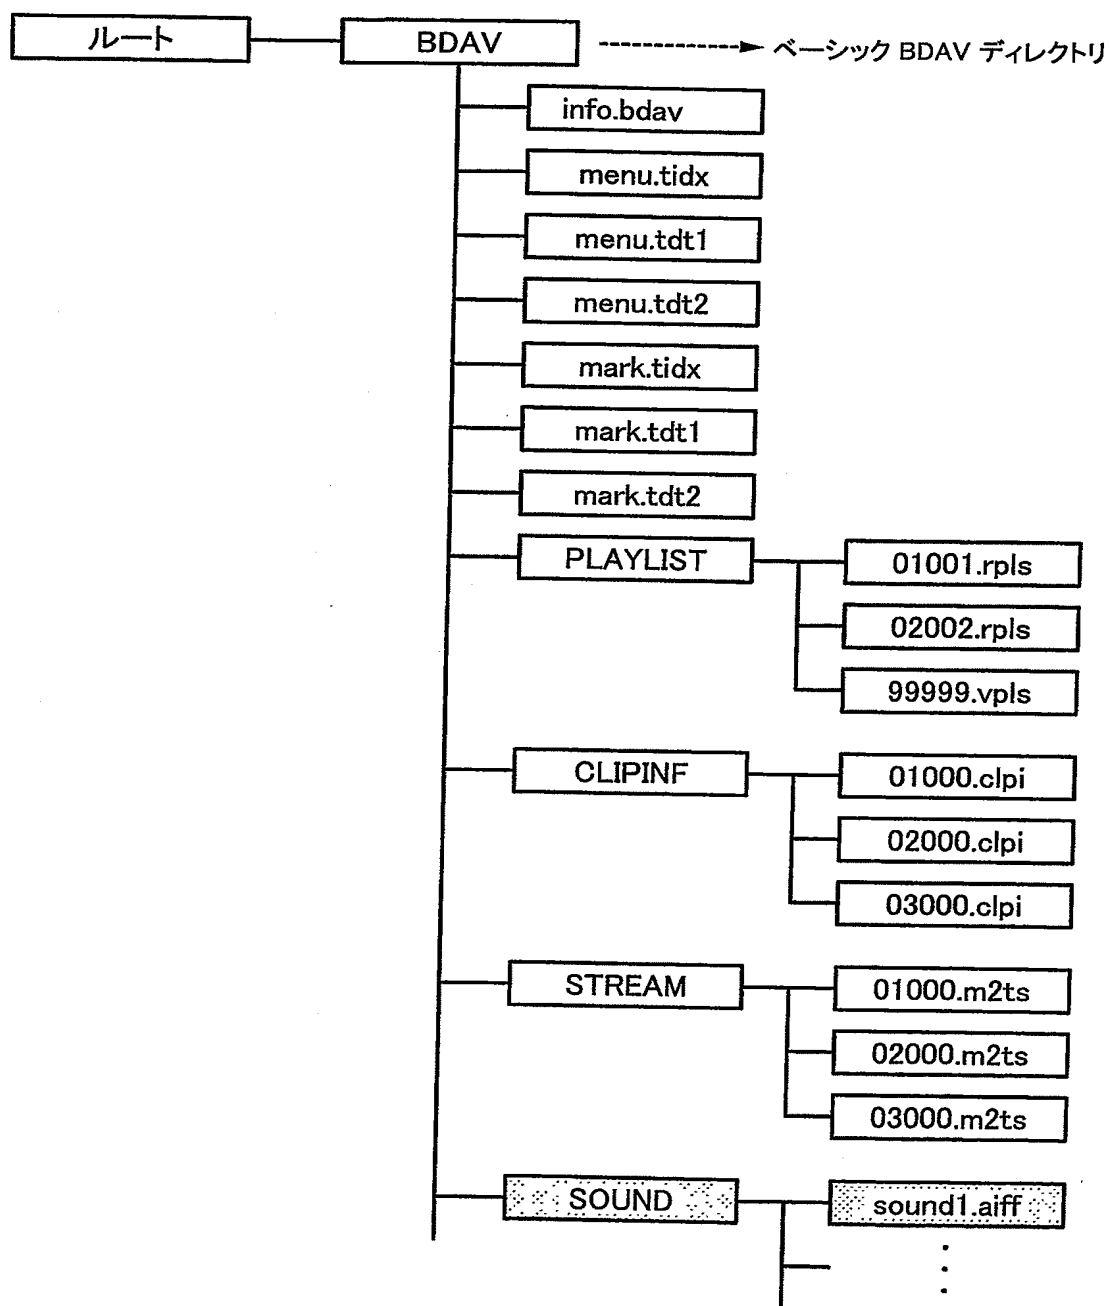 ルート
BDAV
ベーシック BDAV ディレクトリ
info.bdav
menu.tidx
menu.tdt1
menu.tdt2
mark.tidx
mark.tdt1
mark.tdt2
PLAYLIST
01001.rpls
02002.rpls
99999.vpls
CLIPINF
01000.clpi
02000.clpi
03000.clpi
STREAM
01000.m2ts
02000.m2ts
03000.m2ts
SOUND
sound1.aiff